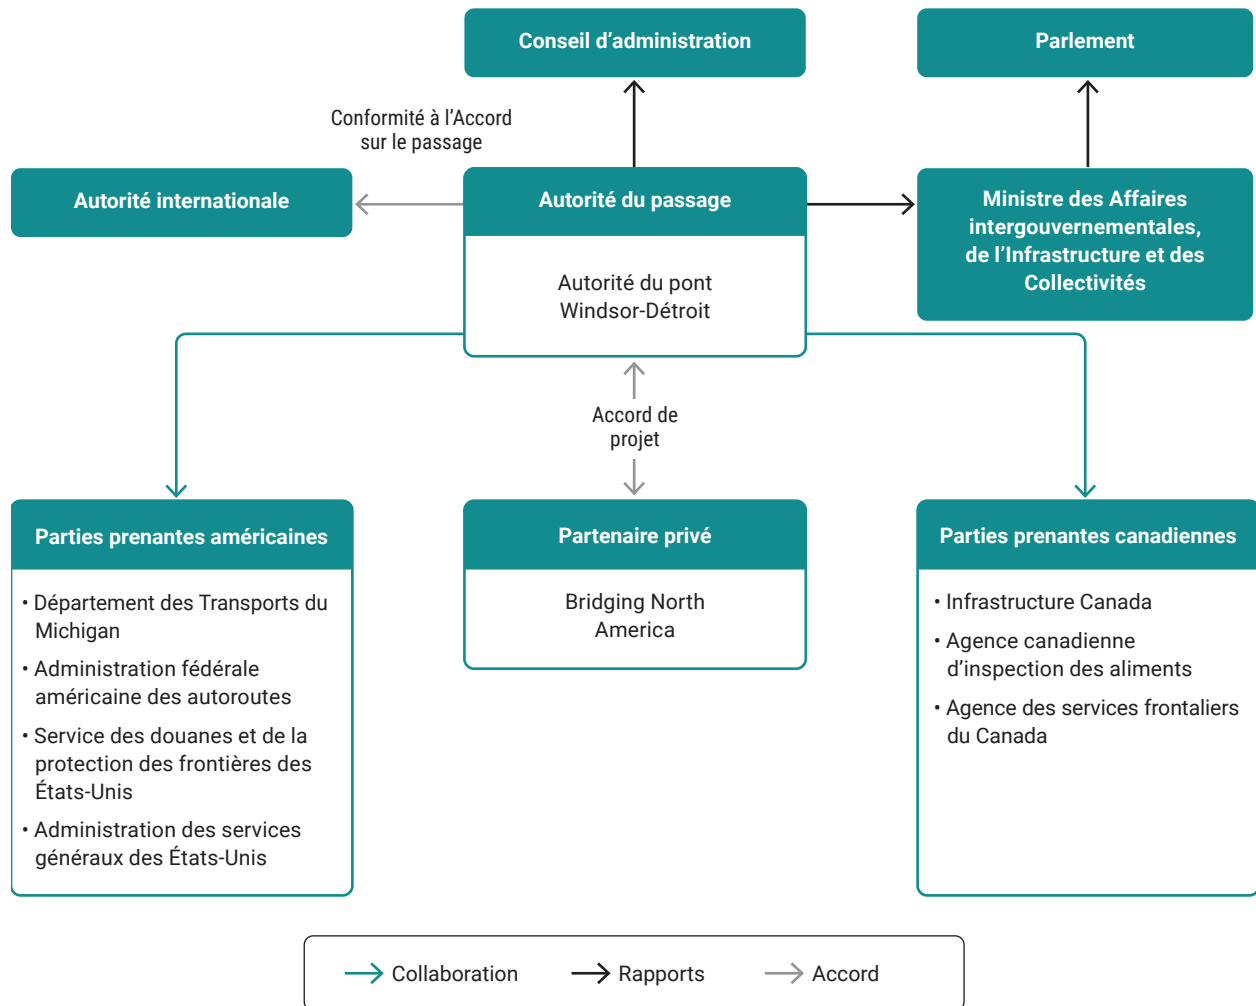 Conseil d’administration
Parlement
Conformité à l’Accord
sur le passage
Autorité internationale
Autorité du passage
Autorité du pont
Windsor-Détroit
Ministre des Affaires
intergouvernementales,
de l’Infrastructure et des
Collectivités
Accord de
projet
Parties prenantes américaines
• Département des Transports du
Michigan
• Administration fédérale
américaine des autoroutes
• Service des douanes et de la
protection des frontières des
États-Unis
• Administration des services
généraux des États-Unis
Partenaire privé
Bridging North
America
Parties prenantes canadiennes
• Infrastructure Canada
• Agence canadienne
d’inspection des aliments
• Agence des services frontaliers
du Canada
Collaboration
Rapports
Accord